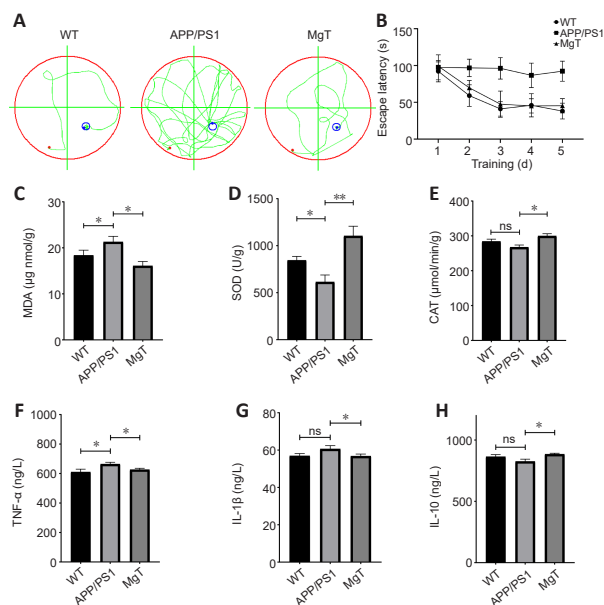 A
WT
APP/PS1
MgT
B
WT
APP/PS1
MgT
Escape latency (s)
150
100
50
1 2 3 4 5
Training (d)
C
MDA (μg nmol/g)
30
20
10
0
* *
WT
APP/PS1
MgT
D
SOD (U/g)
1500
1000
500
0
* **
WT
APP/PS1
MgT
E
CAT (μmol/min/g)
400
300
200
100
0
ns *
WT
APP/PS1
MgT
F
TNF-α (ng/L)
1000
800
600
400
200
0
* *
WT
APP/PS1
MgT
G
IL-1β (ng/L)
80
60
40
20
0
ns *
WT
APP/PS1
MgT
H
IL-10 (ng/L)
1000
500
0
ns *
WT
APP/PS1
MgT